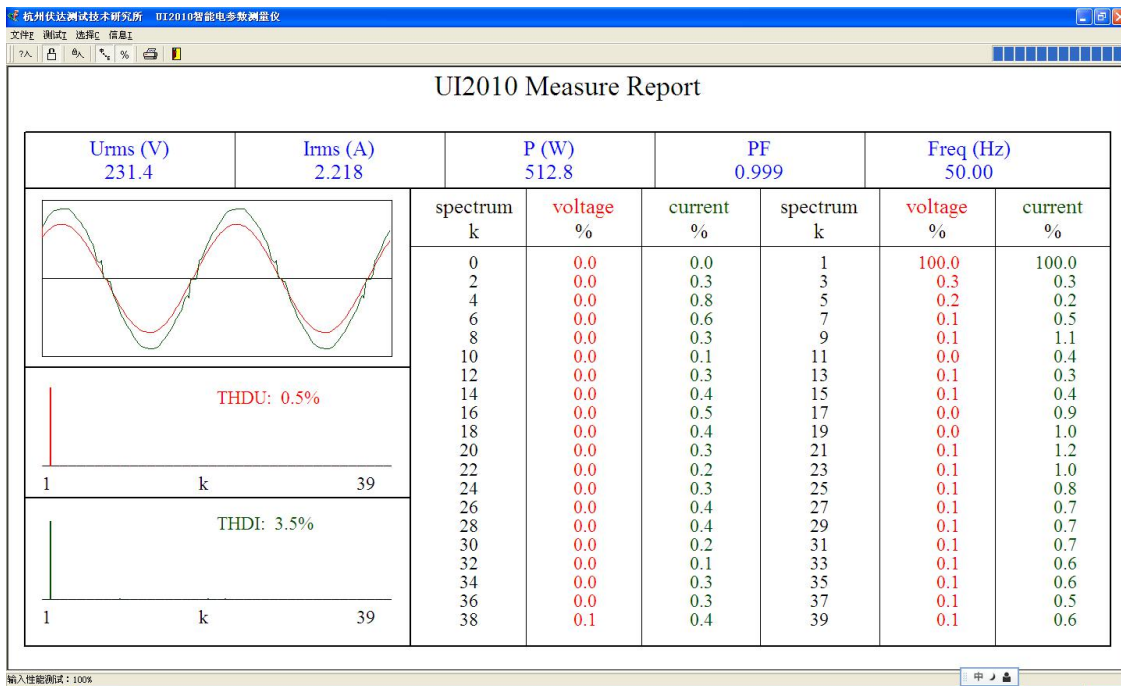 杭州伏达测试技术研究所 UI2010智能电参数测量仪
文件F 测试T 选择C 信息I
?人 %
UI2010 Measure Report
Urms (V) Irms (A) P (W) PF Freq (Hz)
231.4 2.218 512.8 0.999 50.00
spectrum voltage current spectrum voltage current
k % % k % %
0 0.0 0.0 1 100.0 100.0
2 0.0 0.3 3 0.3 0.3
4 0.0 0.8 5 0.2 0.2
6 0.0 0.6 7 0.1 0.5
8 0.0 0.3 9 0.1 1.1
10 0.0 0.1 11 0.0 0.4
12 0.0 0.3 13 0.1 0.3
14 0.0 0.4 15 0.1 0.4
16 0.0 0.5 17 0.0 0.9
18 0.0 0.4 19 0.0 1.0
20 0.0 0.3 21 0.1 1.2
22 0.0 0.2 23 0.1 1.0
24 0.0 0.3 25 0.1 0.8
26 0.0 0.4 27 0.1 0.7
28 0.0 0.4 29 0.1 0.7
30 0.0 0.2 31 0.1 0.7
32 0.0 0.1 33 0.1 0.6
34 0.0 0.3 35 0.1 0.6
36 0.0 0.3 37 0.1 0.5
38 0.1 0.4 39 0.1 0.6
THDU: 0.5%
1 k 39
THDI: 3.5%
1 k 39
输入性能测试：100%
中